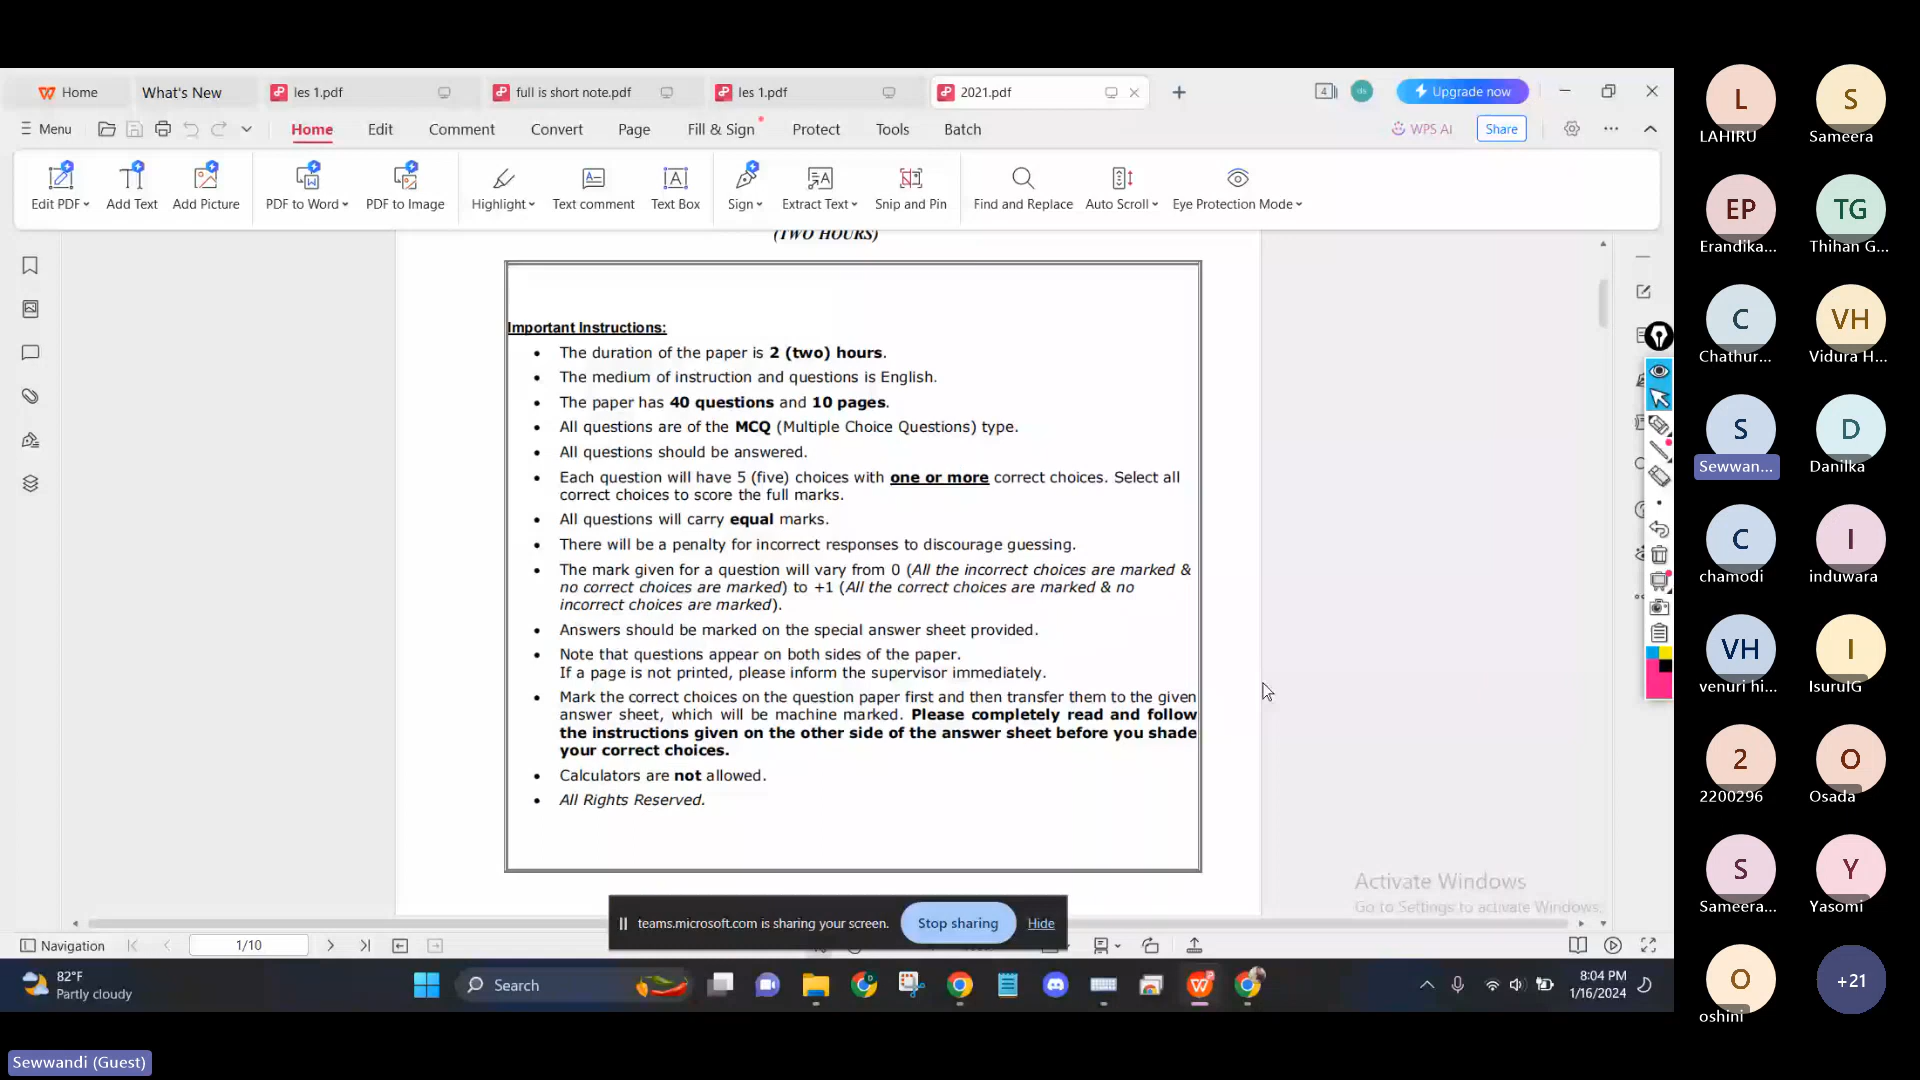 Home
What's New
les 1.pdf
full is short note.pdf
les 1.pdf
2021.pdf
4
Upgrade now
Menu
Home
Edit
Comment
Convert
Page
Fill & Sign
Protect
Tools
Batch
WPS AI
Share
Edit PDF
Add Text
Add Picture
PDF to Word
PDF to Image
Highlight
Text comment
Text Box
Sign
Extract Text
Snip and Pin
Find and Replace
Auto Scroll
Eye Protection Mode
(TWO HOURS)
Important Instructions:
• The duration of the paper is 2 (two) hours.
• The medium of instruction and questions is English.
• The paper has 40 questions and 10 pages.
• All questions are of the MCQ (Multiple Choice Questions) type.
• All questions should be answered.
• Each question will have 5 (five) choices with one or more correct choices. Select all
correct choices to score the full marks.
• All questions will carry equal marks.
• There will be a penalty for incorrect responses to discourage guessing.
• The mark given for a question will vary from 0 (All the incorrect choices are marked &
no correct choices are marked) to +1 (All the correct choices are marked & no
incorrect choices are marked).
• Answers should be marked on the special answer sheet provided.
• Note that questions appear on both sides of the paper.
If a page is not printed, please inform the supervisor immediately.
• Mark the correct choices on the question paper first and then transfer them to the given
answer sheet, which will be machine marked. Please completely read and follow
the instructions given on the other side of the answer sheet before you shade
your correct choices.
• Calculators are not allowed.
• All Rights Reserved.
Activate Windows
Go to Settings to activate Windows.
teams.microsoft.com is sharing your screen.
Stop sharing
Hide
Navigation
1/10
82°F
Partly cloudy
Search
8:04 PM
1/16/2024
L
LAHIRU
S
Sameera
EP
Erandika...
TG
Thihan G...
C
Chathur...
VH
Vidura H...
S
Sewwan...
D
Danilka
C
chamodi
I
induwara
VH
venuri hi...
I
IsuruIG
2
2200296
O
Osada
S
Sameera...
Y
Yasomi
O
oshini
+21
Sewwandi (Guest)